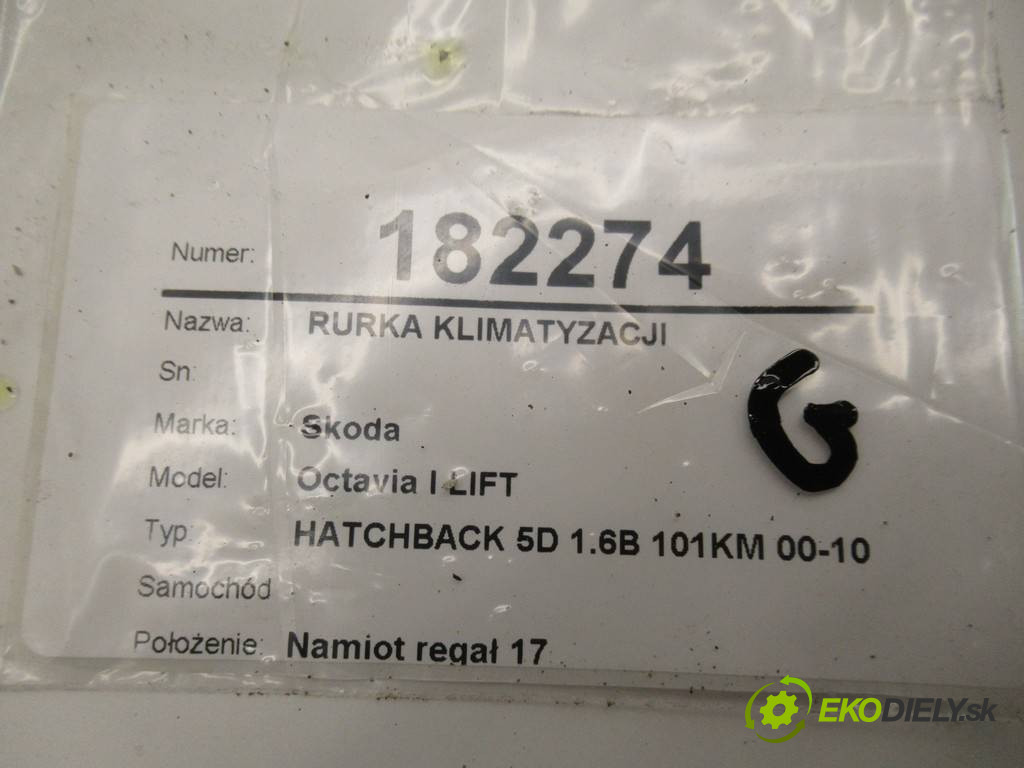 Numer: 182274
Nazwa: RURKA KLIMATYZACJI
Sn:
Marka: Skoda
Model: Octavia I LIFT
Typ: HATCHBACK 5D 1.6B 101KM 00-10
Samochód
Położenie: Namiot regał 17
G
EKODIELY.sk